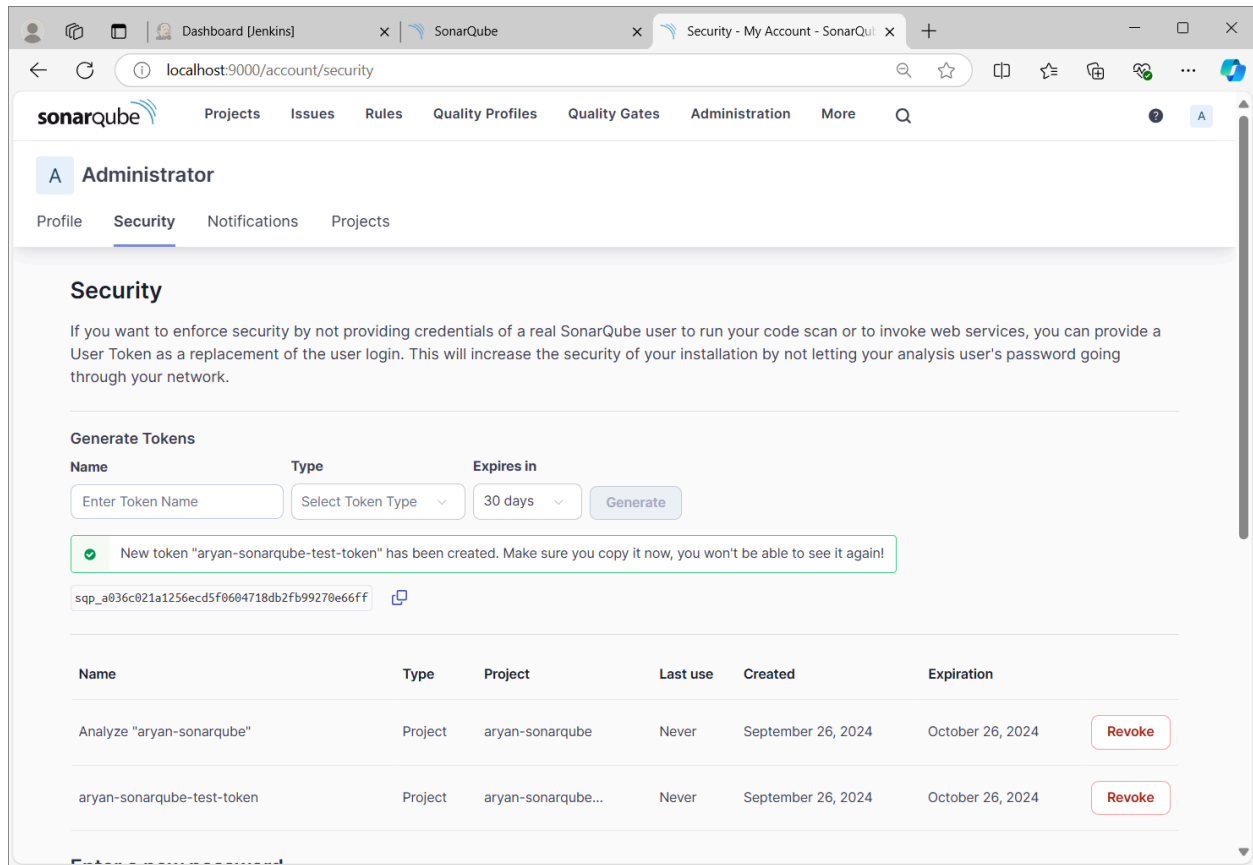 Dashboard [Jenkins]
SonarQube
Security - My Account - SonarQu
localhost:9000/account/security
sonarqube
Projects Issues Rules Quality Profiles Quality Gates Administration More
?
A
A Administrator
Profile Security Notifications Projects
Security
If you want to enforce security by not providing credentials of a real SonarQube user to run your code scan or to invoke web services, you can provide a
User Token as a replacement of the user login. This will increase the security of your installation by not letting your analysis user's password going
through your network.
Generate Tokens
Name Type Expires in
Enter Token Name Select Token Type 30 days Generate
New token "aryan-sonarqube-test-token" has been created. Make sure you copy it now, you won't be able to see it again!
sqp_a036c021a1256ecd5f0604718db2fb99270e66ff
Name Type Project Last use Created Expiration
Analyze "aryan-sonarqube" Project aryan-sonarqube Never September 26, 2024 October 26, 2024 Revoke
aryan-sonarqube-test-token Project aryan-sonarqube... Never September 26, 2024 October 26, 2024 Revoke
Enter a new password